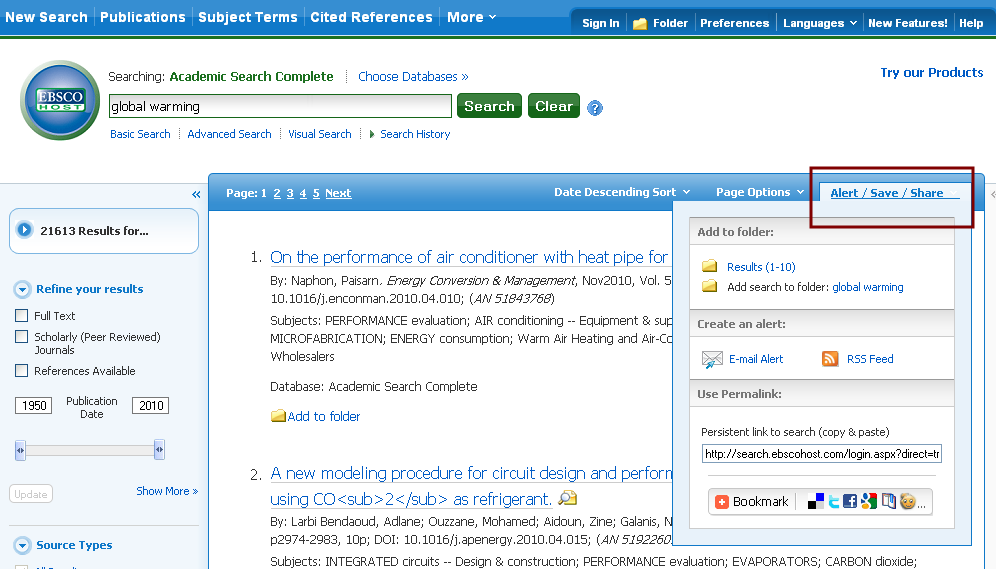 New Search Publications Subject Terms Cited References More
Sign In Folder Preferences Languages New Features! Help
EBSCO
HOST
Searching: Academic Search Complete Choose Databases »
Try our Products
global warming Search Clear ?
Basic Search Advanced Search Visual Search Search History
«
Page: 1 2 3 4 5 Next Date Descending Sort Page Options Alert / Save / Share
21613 Results for...
Refine your results
Full Text
Scholarly (Peer Reviewed)
Journals
References Available
1950 Publication Date 2010
Update
Show More »
Source Types
1. On the performance of air conditioner with heat pipe for
By: Naphon, Paisarn. Energy Conversion & Management, Nov2010, Vol. 5
10.1016/j.enconman.2010.04.010; (AN 51843768)
Subjects: PERFORMANCE evaluation; AIR conditioning -- Equipment & sup
MICROFABRICATION; ENERGY consumption; Warm Air Heating and Air-Co
Wholesalers
Database: Academic Search Complete
Add to folder
2. A new modeling procedure for circuit design and perform
using CO<sub>2</sub> as refrigerant.
By: Larbi Bendaoud, Adlane; Ouzzane, Mohamed; Aidoun, Zine; Galanis, N
p2974-2983, 10p; DOI: 10.1016/j.apenergy.2010.04.015; (AN 5192260
Subjects: INTEGRATED circuits -- Design & construction; PERFORMANCE evaluation; EVAPORATORS; CARBON dioxide;
Add to folder:
Results (1-10)
Add search to folder: global warming
Create an alert:
E-mail Alert RSS Feed
Use Permalink:
Persistent link to search (copy & paste)
http://search.ebscohost.com/login.aspx?direct=tr
Bookmark ...